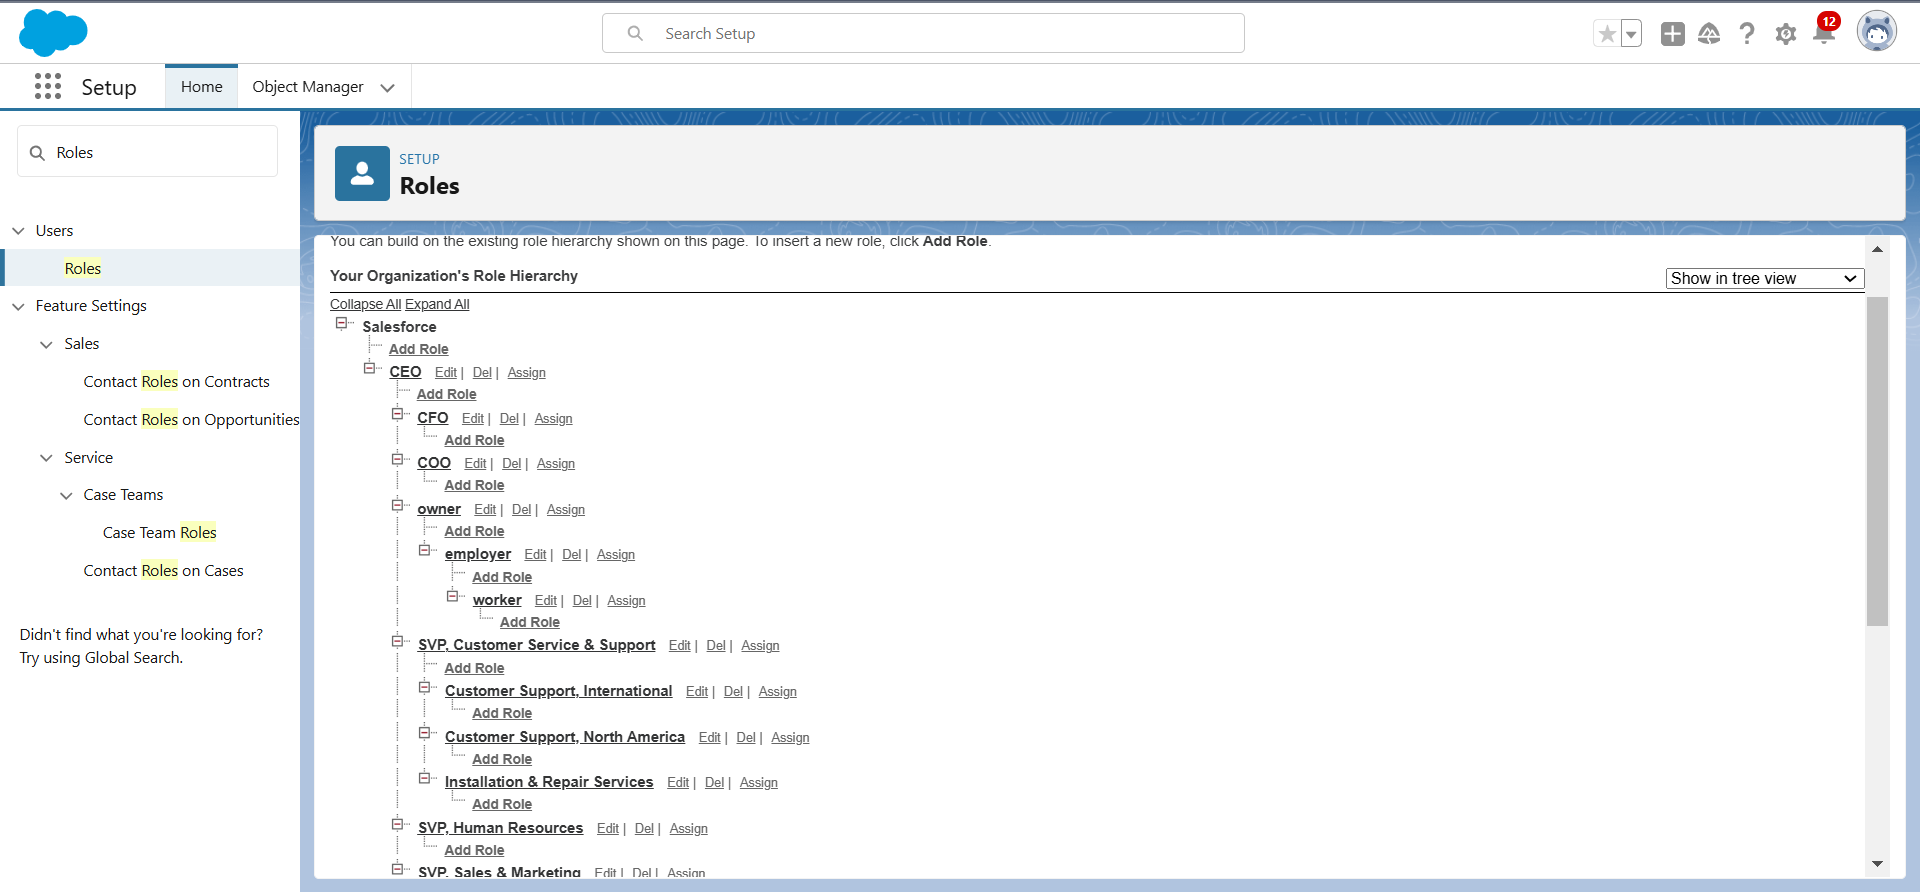 Search Setup
12
Setup
Home
Object Manager
Roles
Users
Roles
Feature Settings
Sales
Contact Roles on Contracts
Contact Roles on Opportunities
Service
Case Teams
Case Team Roles
Contact Roles on Cases
Didn't find what you're looking for?
Try using Global Search.
SETUP
Roles
You can build on the existing role hierarchy shown on this page. To insert a new role, click Add Role.
Your Organization's Role Hierarchy
Show in tree view
Collapse All Expand All
Salesforce
Add Role
CEO Edit | Del | Assign
Add Role
CFO Edit | Del | Assign
Add Role
COO Edit | Del | Assign
Add Role
owner Edit | Del | Assign
Add Role
employer Edit | Del | Assign
Add Role
worker Edit | Del | Assign
Add Role
SVP, Customer Service & Support Edit | Del | Assign
Add Role
Customer Support, International Edit | Del | Assign
Add Role
Customer Support, North America Edit | Del | Assign
Add Role
Installation & Repair Services Edit | Del | Assign
Add Role
SVP, Human Resources Edit | Del | Assign
Add Role
SVP, Sales & Marketing Edit | Del | Assign